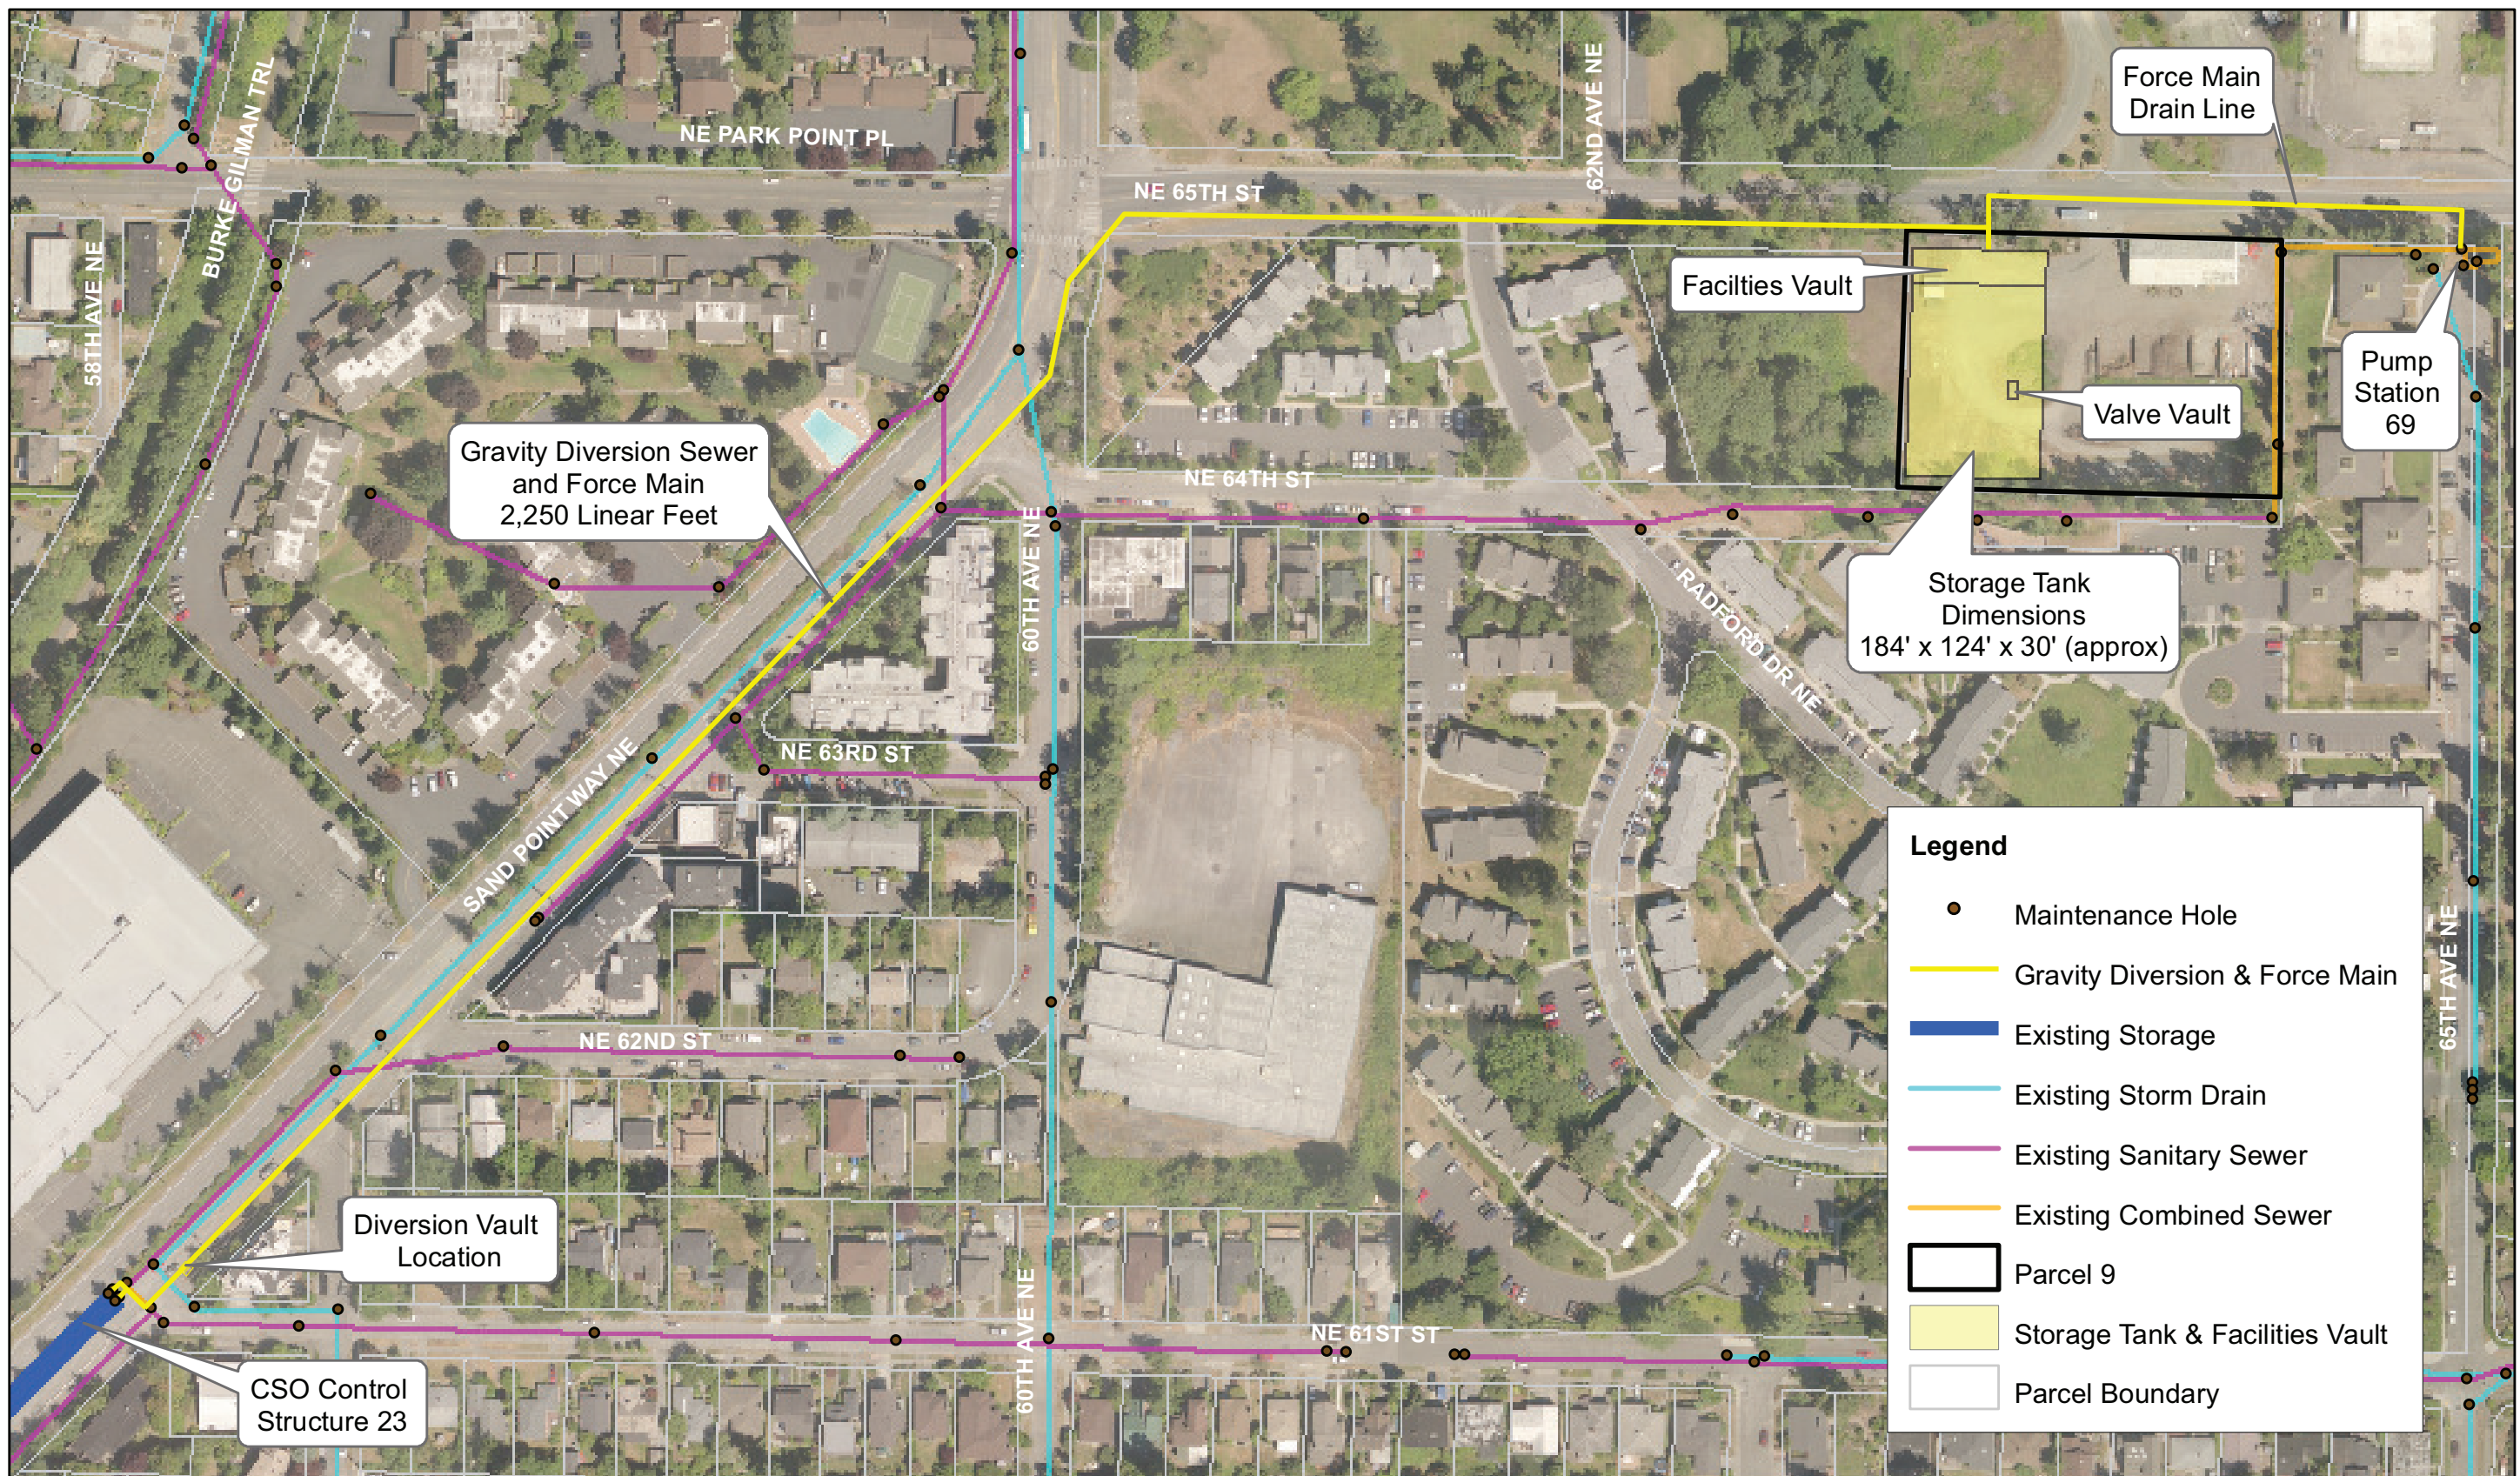 BURKE GILMAN TRL
NE PARK POINT PL
62ND AVE NE
Force Main
Drain Line
NE 65TH ST
58TH AVE NE
Facilties Vault
Pump
Station
69
Valve Vault
Gravity Diversion Sewer
and Force Main
2,250 Linear Feet
NE 64TH ST
60TH AVE NE
RADFORD DR NE
Storage Tank
Dimensions
184' x 124' x 30' (approx)
SAND POINT WAY NE
NE 63RD ST
65TH AVE NE
NE 62ND ST
Diversion Vault
Location
60TH AVE NE
NE 61ST ST
CSO Control
Structure 23
Legend
Maintenance Hole
Gravity Diversion & Force Main
Existing Storage
Existing Storm Drain
Existing Sanitary Sewer
Existing Combined Sewer
Parcel 9
Storage Tank & Facilities Vault
Parcel Boundary